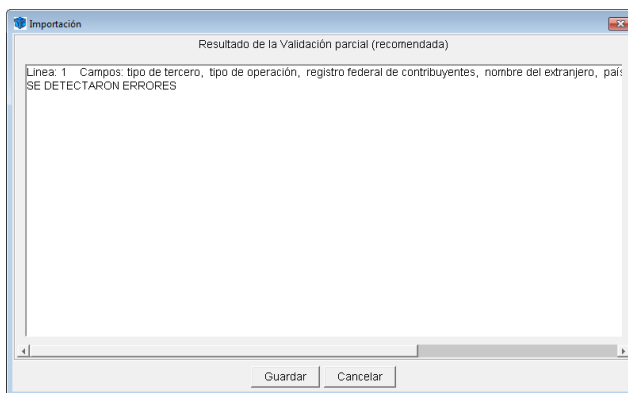 Importación
Resultado de la Validación parcial (recomendada)
Linea: 1 Campos: tipo de tercero, tipo de operación, registro federal de contribuyentes, nombre del extranjero, país
SE DETECTARON ERRORES
Guardar Cancelar